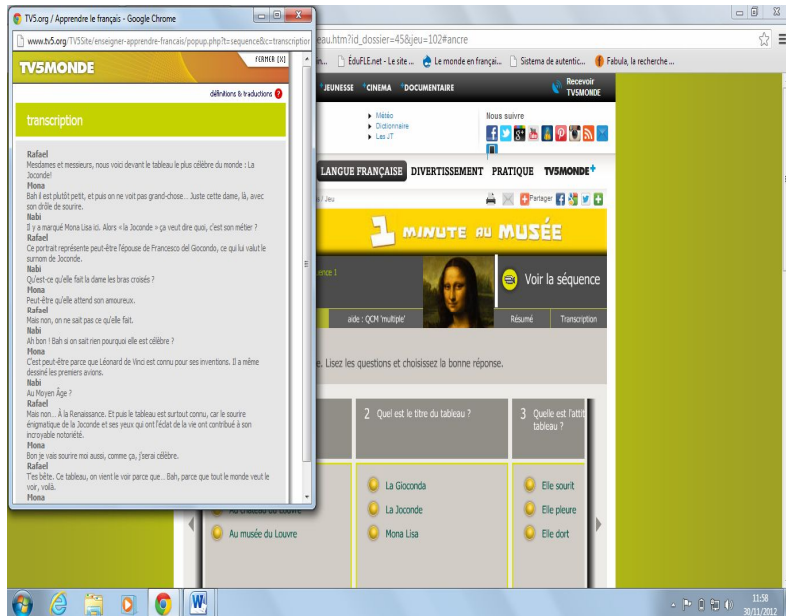 TV5.org / Apprendre le français - Google Chrome
www.tv5.org/TV5Site/enseigner-apprendre-francais/popup.php?t=sequence&c=transcription
TV5MONDE
FERMER [X]
définitions & traductions ?
transcription
Rafael
Mesdames et messieurs, nous voici devant le tableau le plus célèbre du monde : La
Joconde!
Mona
Bah il est plutôt petit, et puis on ne voit pas grand-chose... Juste cette dame, là, avec
son drôle de sourire.
Nabi
Il y a marqué Mona Lisa ici. Alors «la Joconde » ça veut dire quoi, c'est son métier ?
Rafael
Ce portrait représente peut-être l'épouse de Francesco del Giocondo, ce qui lui valut le
surnom de Joconde.
Nabi
Qu'est-ce qu'elle fait la dame les bras croisés ?
Mona
Peut-être qu'elle attend son amoureux.
Rafael
Mais non, on ne sait pas ce qu'elle fait.
Nabi
Ah bon ! Bah si on sait rien pourquoi elle est célèbre ?
Mona
C'est peut-être parce que Léonard de Vinci est connu pour ses inventions. Il a même
dessiné les premiers avions.
Nabi
Au Moyen Âge ?
Rafael
Mais non... À la Renaissance. Et puis le tableau est surtout connu, car le sourire
énigmatique de la Joconde et ses yeux qui ont l'éclat de la vie ont contribué à son
incroyable notoriété.
Mona
Bon je vais sourire moi aussi, comme ça, j'serai célèbre.
Rafael
T'es bête. Ce tableau, on vient le voir parce que... Bah, parce que tout le monde veut le
voir, voilà.
Mona
eau.htm?id_dossier=45&jeu=102#ancre
ÉduFLE.net - Le site ... Le monde en françai... Sistema de autentic... Fabula, la recherche ...
JEUNESSE CINEMA DOCUMENTAIRE
Recevoir
TV5MONDE
Météo
Dictionnaire
Les JT
Nous suivre
LANGUE FRANÇAISE DIVERTISSEMENT PRATIQUE TV5MONDE+
/ Jeu
Partager
1 MINUTE AU MUSÉE
uence 1
Voir la séquence
aide : QCM 'multiple'
Résumé
Transcription
e. Lisez les questions et choisissez la bonne réponse.
2 Quel est le titre du tableau ?
3 Quelle est l'attit
tableau ?
Au château du Louvre
Au musée du Louvre
La Gioconda
La Joconde
Mona Lisa
Elle sourit
Elle pleure
Elle dort
11:58
30/11/2012